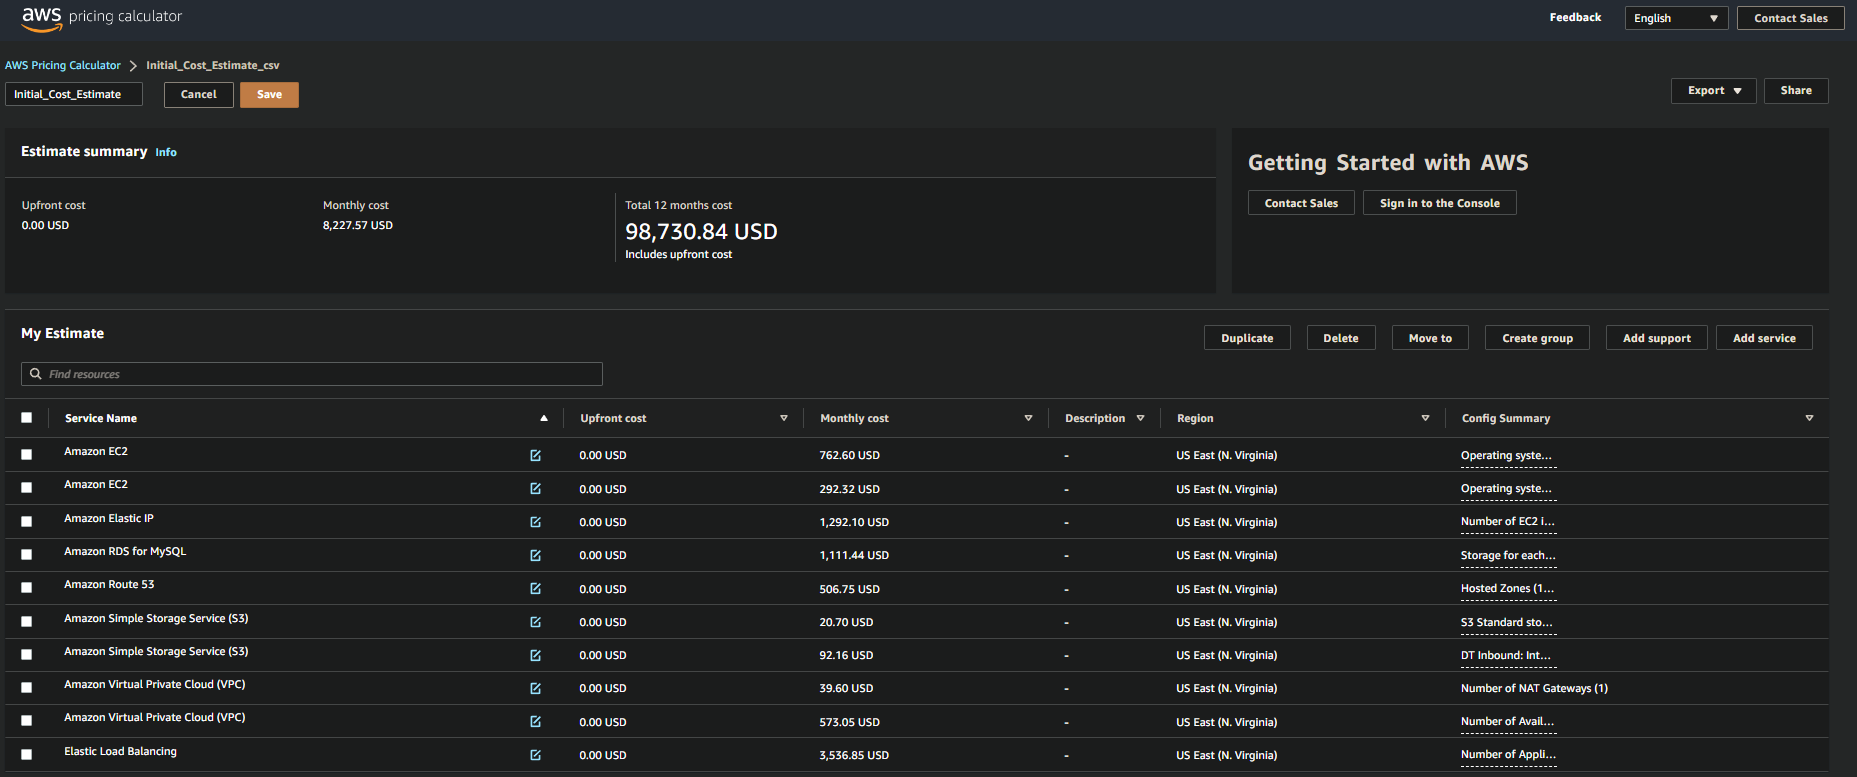 aws pricing calculator
Feedback
English
Contact Sales
AWS Pricing Calculator
Initial_Cost_Estimate_csv
Initial_Cost_Estimate
Cancel
Save
Export
Share
Estimate summary Info
Upfront cost
0.00 USD
Monthly cost
8,227.57 USD
Total 12 months cost
98,730.84 USD
Includes upfront cost
Getting Started with AWS
Contact Sales
Sign in to the Console
My Estimate
Duplicate
Delete
Move to
Create group
Add support
Add service
Find resources
Service Name Upfront cost Monthly cost Description Region Config Summary
Amazon EC2 0.00 USD 762.60 USD - US East (N. Virginia) Operating syste...
Amazon EC2 0.00 USD 292.32 USD - US East (N. Virginia) Operating syste...
Amazon Elastic IP 0.00 USD 1,292.10 USD - US East (N. Virginia) Number of EC2 i...
Amazon RDS for MySQL 0.00 USD 1,111.44 USD - US East (N. Virginia) Storage for each...
Amazon Route 53 0.00 USD 506.75 USD - US East (N. Virginia) Hosted Zones (1...
Amazon Simple Storage Service (S3) 0.00 USD 20.70 USD - US East (N. Virginia) S3 Standard sto...
Amazon Simple Storage Service (S3) 0.00 USD 92.16 USD - US East (N. Virginia) DT Inbound: Int...
Amazon Virtual Private Cloud (VPC) 0.00 USD 39.60 USD - US East (N. Virginia) Number of NAT Gateways (1)
Amazon Virtual Private Cloud (VPC) 0.00 USD 573.05 USD - US East (N. Virginia) Number of Avail...
Elastic Load Balancing 0.00 USD 3,536.85 USD - US East (N. Virginia) Number of Appli...